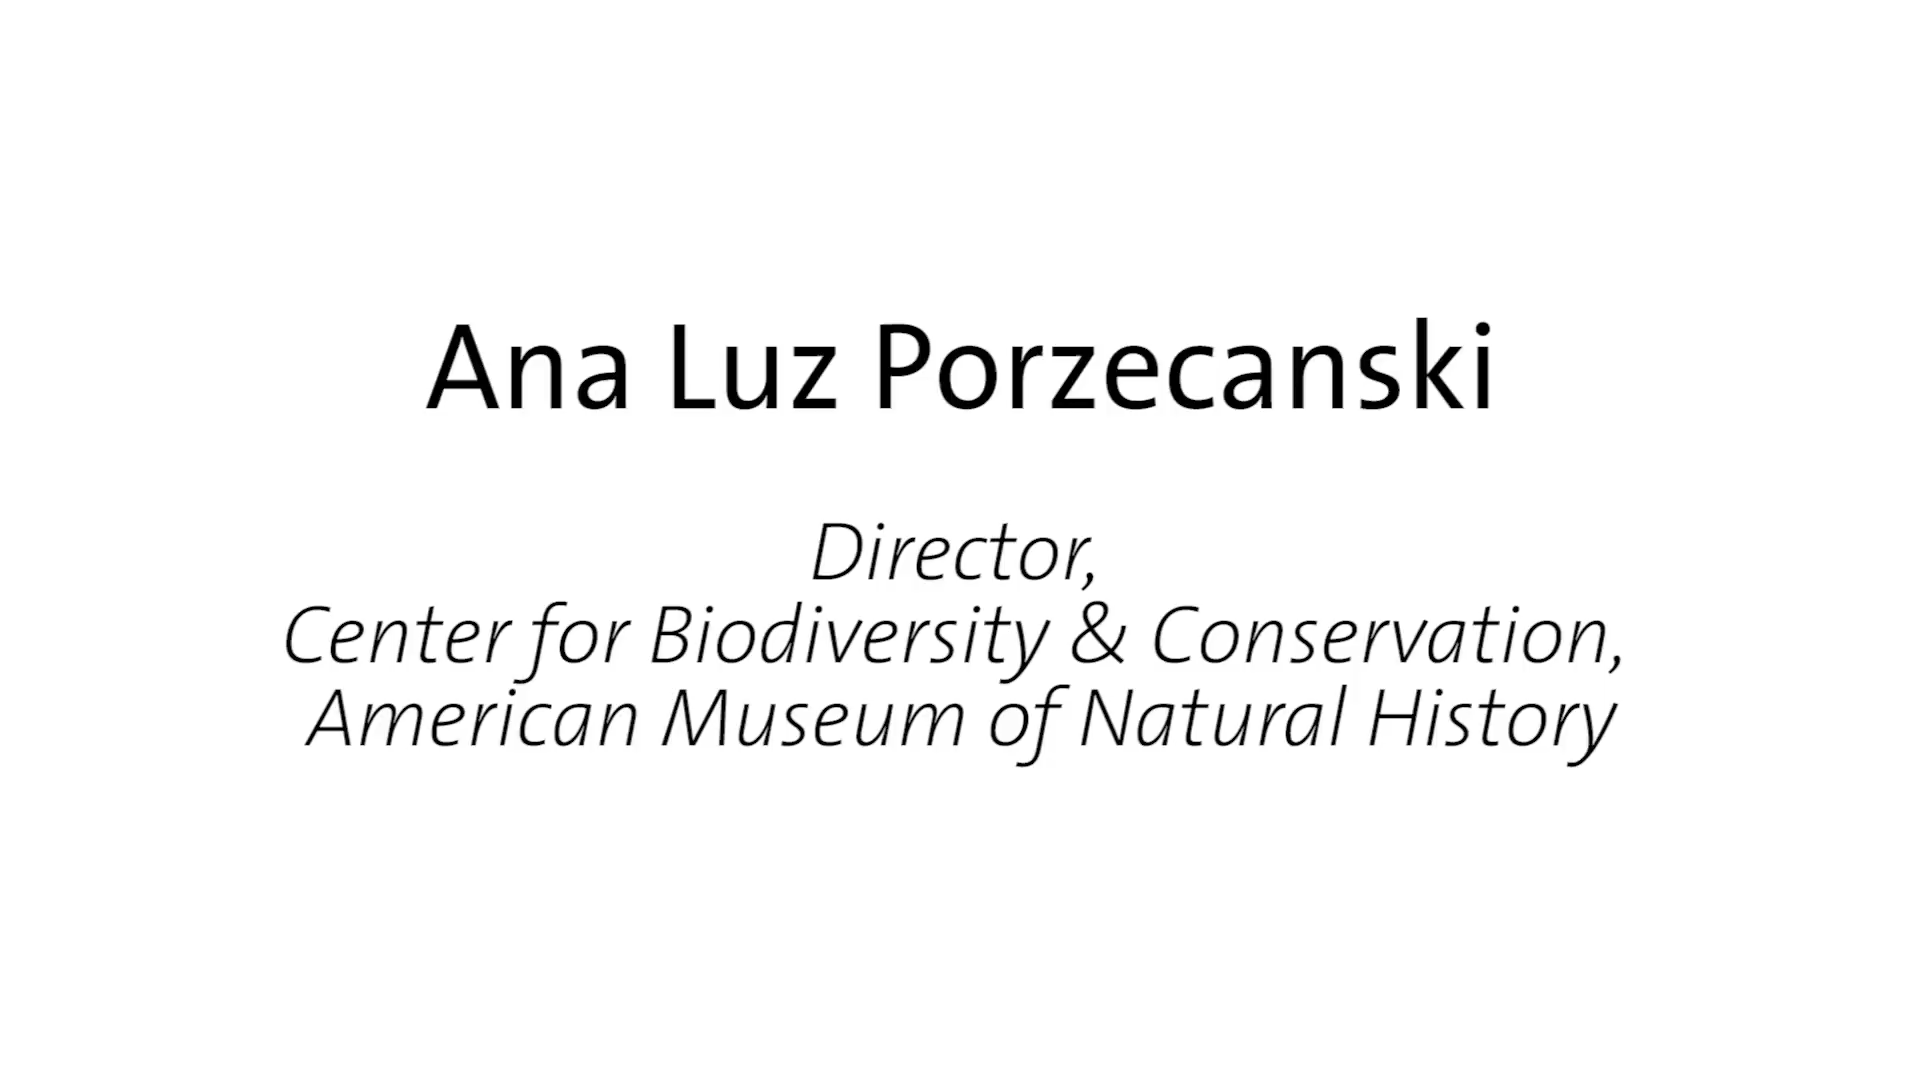 Ana Luz Porzecanski
Director,
Center for Biodiversity & Conservation,
American Museum of Natural History